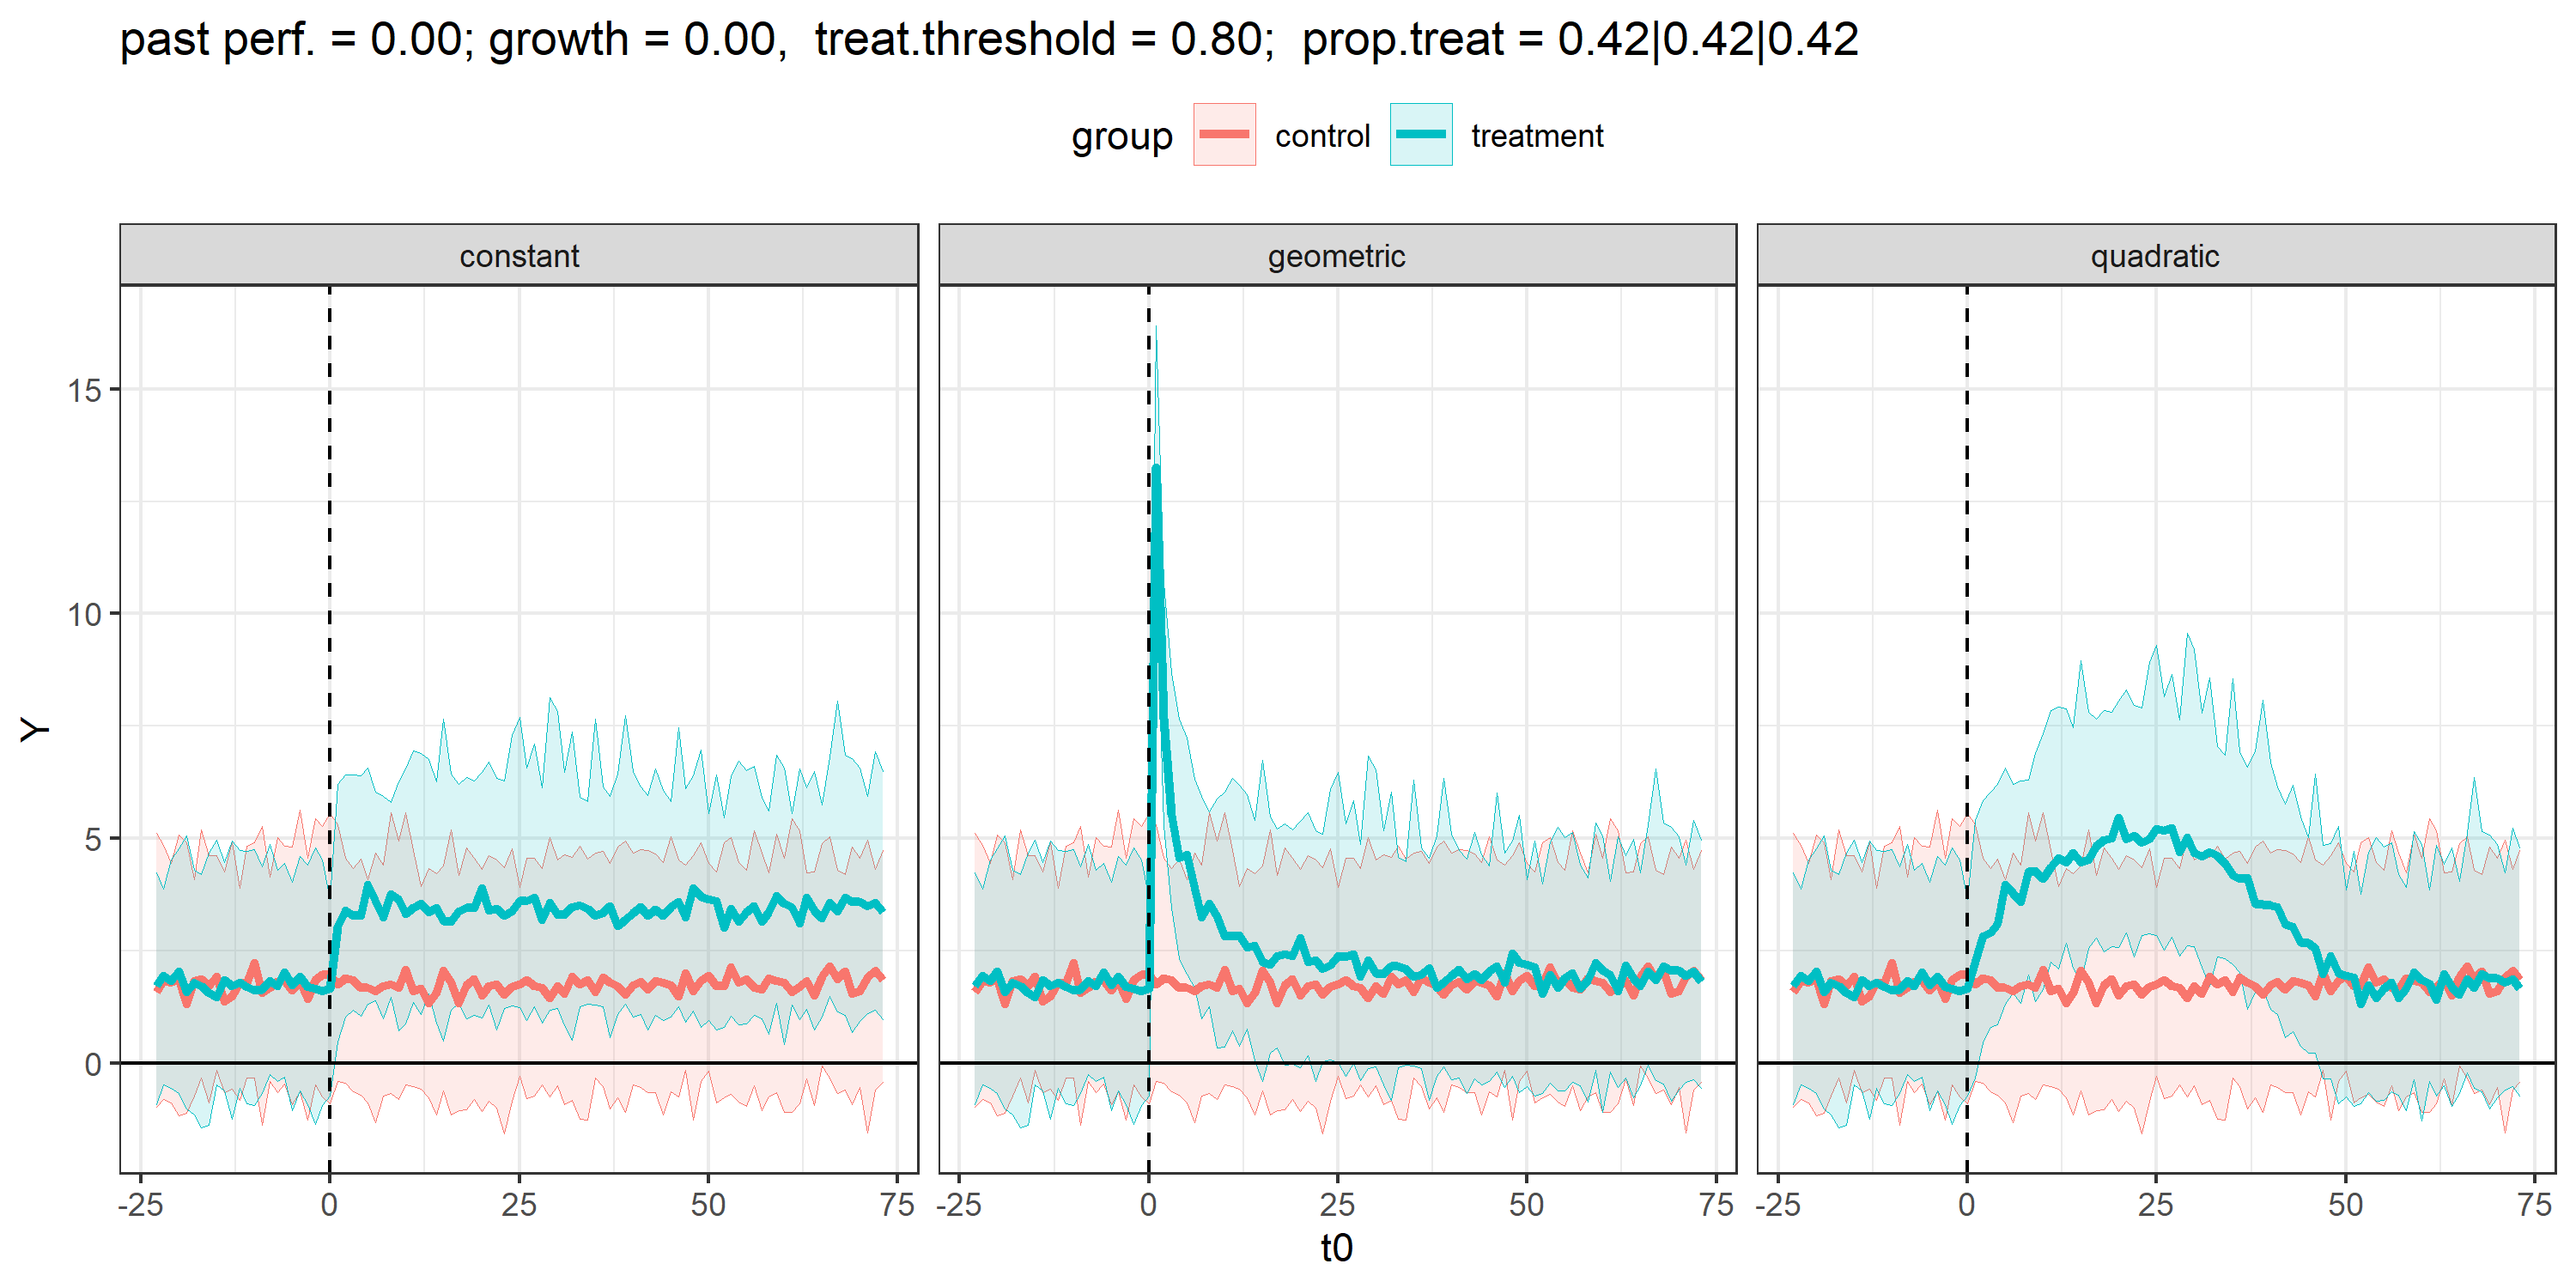 past perf. = 0.00; growth = 0.00,  treat.threshold = 0.80;  prop.treat = 0.42|0.42|0.42
group control treatment
constant geometric quadratic
15
10
5
0
Y
-25 0 25 50 75 -25 0 25 50 75 -25 0 25 50 75
t0